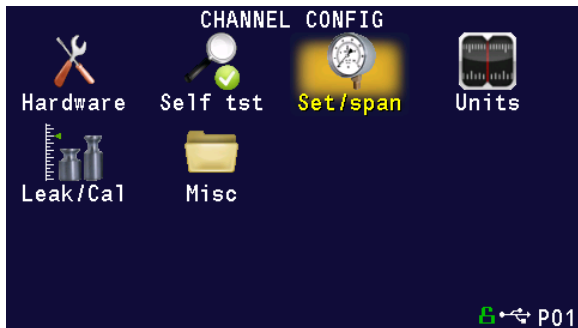 CHANNEL CONFIG
Hardware Self tst Set/span Units
Leak/Cal Misc
P01